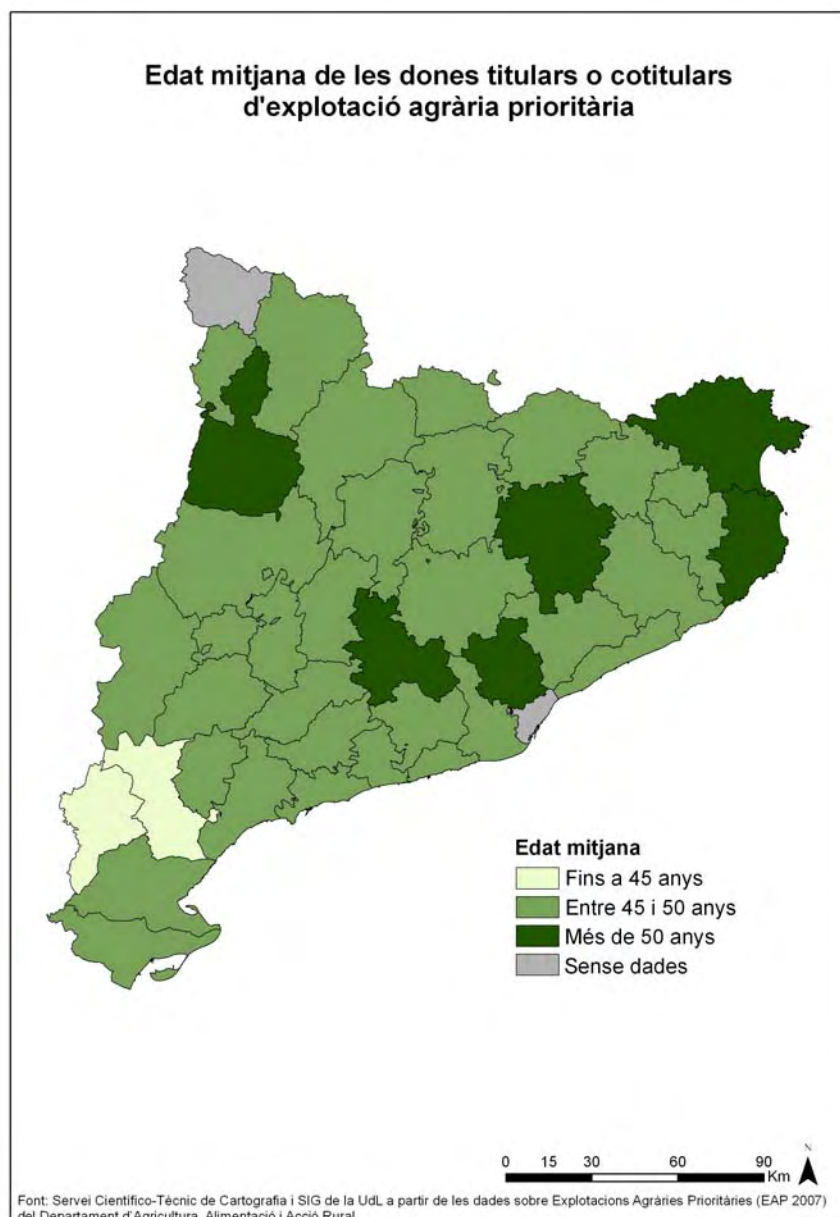 Edat mitjana de les dones titulars o cotitulars
d'explotació agrària prioritària
Edat mitjana
Fins a 45 anys
Entre 45 i 50 anys
Més de 50 anys
Sense dades
N
0 15 30 60 90
Km
Font: Servei Científico-Tècnic de Cartografia i SIG de la UdL a partir de les dades sobre Explotacions Agràries Prioritàries (EAP 2007)
del Departament d'Agricultura, Alimentació i Acció Rural